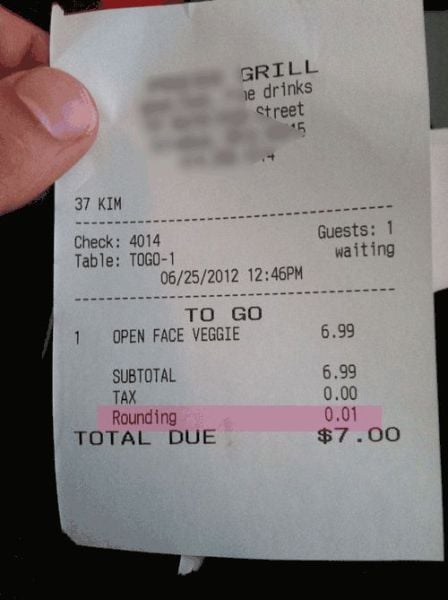 GRILL
drinks
Street
37 KIM
Check: 4014 Guests: 1
Table: TOGO-1 waiting
06/25/2012 12:46PM
TO GO
1 OPEN FACE VEGGIE 6.99
SUBTOTAL 6.99
TAX 0.00
Rounding 0.01
TOTAL DUE $7.00